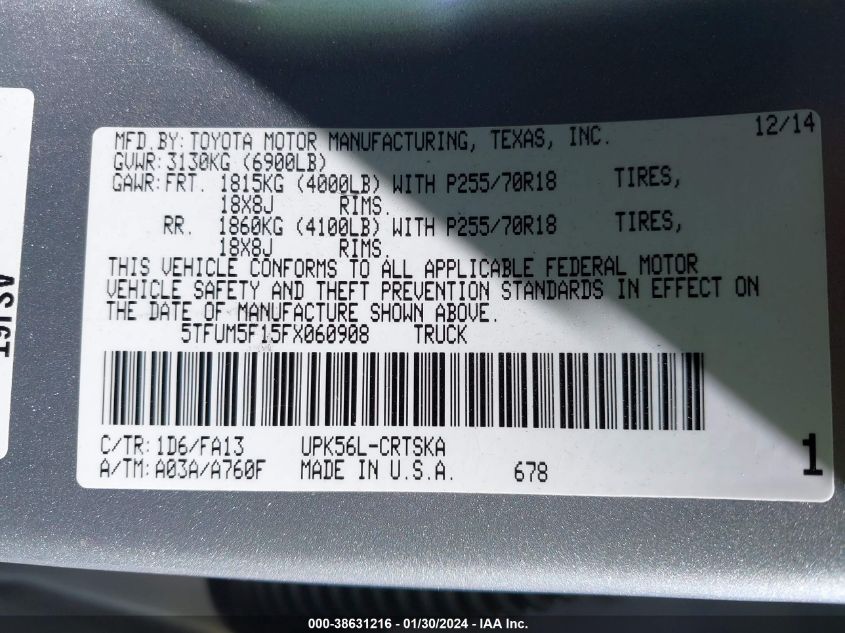 MFD.BY:TOYOTA MOTOR MANUFACTURING, TEXAS, INC. 12/14
GVWR:3130KG (6900LB)
GAWR:FRT. 1815KG (4000LB) WITH P255/70R18 TIRES,
18X8J RIMS.
RR. 1860KG (4100LB) WITH P255/70R18 TIRES,
18X8J RIMS.
THIS VEHICLE CONFORMS TO ALL APPLICABLE FEDERAL MOTOR
VEHICLE SAFETY AND THEFT PREVENTION STANDARDS IN EFFECT ON
THE DATE OF MANUFACTURE SHOWN ABOVE.
5TFUM5F15FX060908 TRUCK
C/TR:1D6/FA13 UPK56L-CRTSKA
A/TM:A03A/A760F MADE IN U.S.A. 678
1
000-38631216 - 01/30/2024 - IAA Inc.